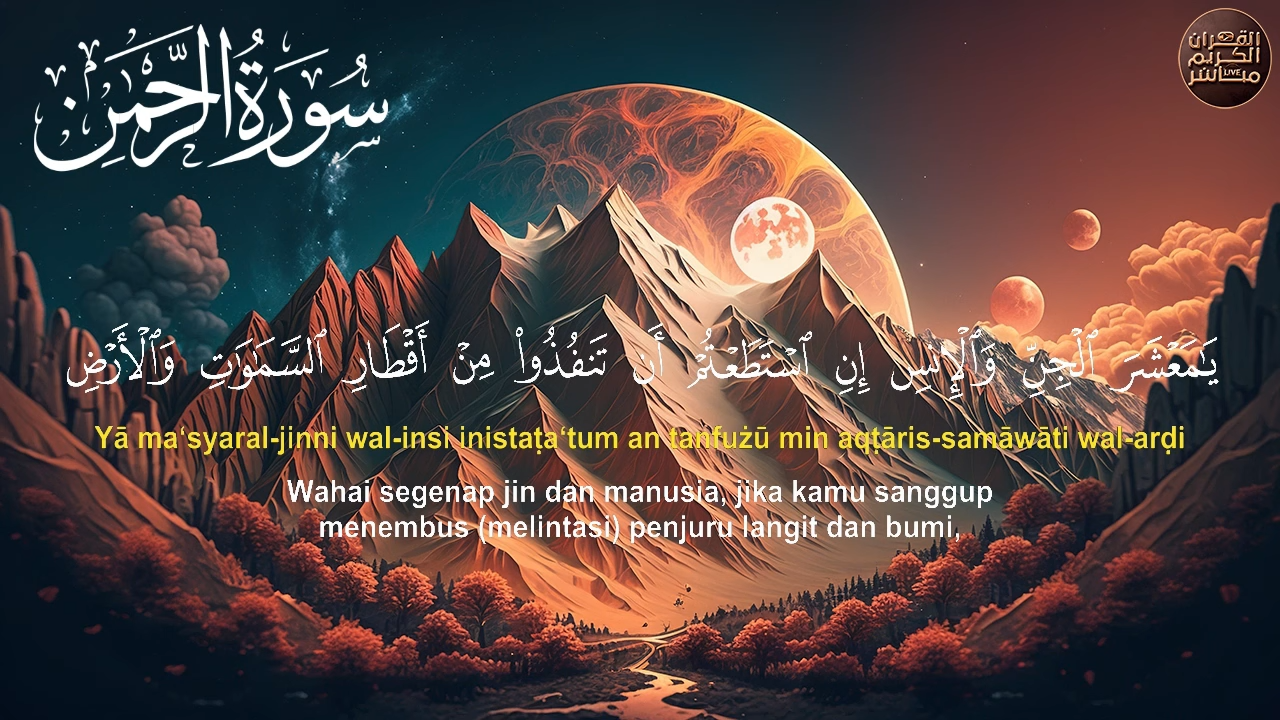 سُورَةُ الرَّحْمَٰنِ
القرآن
الكريم
LIVE
مباشر
يَـٰمَعْشَرَ ٱلْجِنِّ وَٱلْإِنسِ إِنِ ٱسْتَطَعْتُمْ أَن تَنفُذُوا۟ مِنْ أَقْطَارِ ٱلسَّمَـٰوَٰتِ وَٱلْأَرْضِ
Yā ma‘syaral-jinni wal-insi inistaṭa‘tum an tanfużū min aqṭāris-samāwāti wal-arḍi
Wahai segenap jin dan manusia, jika kamu sanggup
menembus (melintasi) penjuru langit dan bumi,